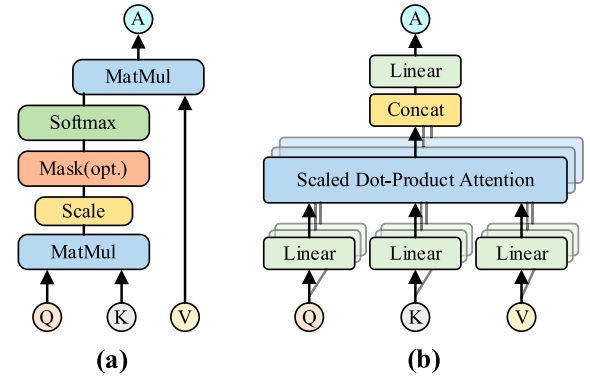 A
MatMul
Softmax
Mask(opt.)
Scale
MatMul
Q K V
(a)
A
Linear
Concat
Scaled Dot-Product Attention
Linear Linear Linear
Q K V
(b)